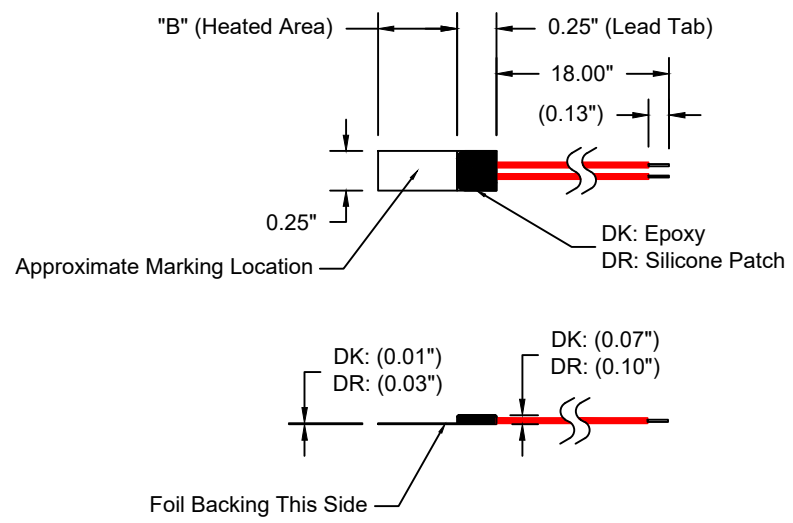 "B" (Heated Area)
0.25" (Lead Tab)
18.00"
(0.13")
0.25"
DK: Epoxy
DR: Silicone Patch
Approximate Marking Location
DK: (0.01")
DR: (0.03")
DK: (0.07")
DR: (0.10")
Foil Backing This Side